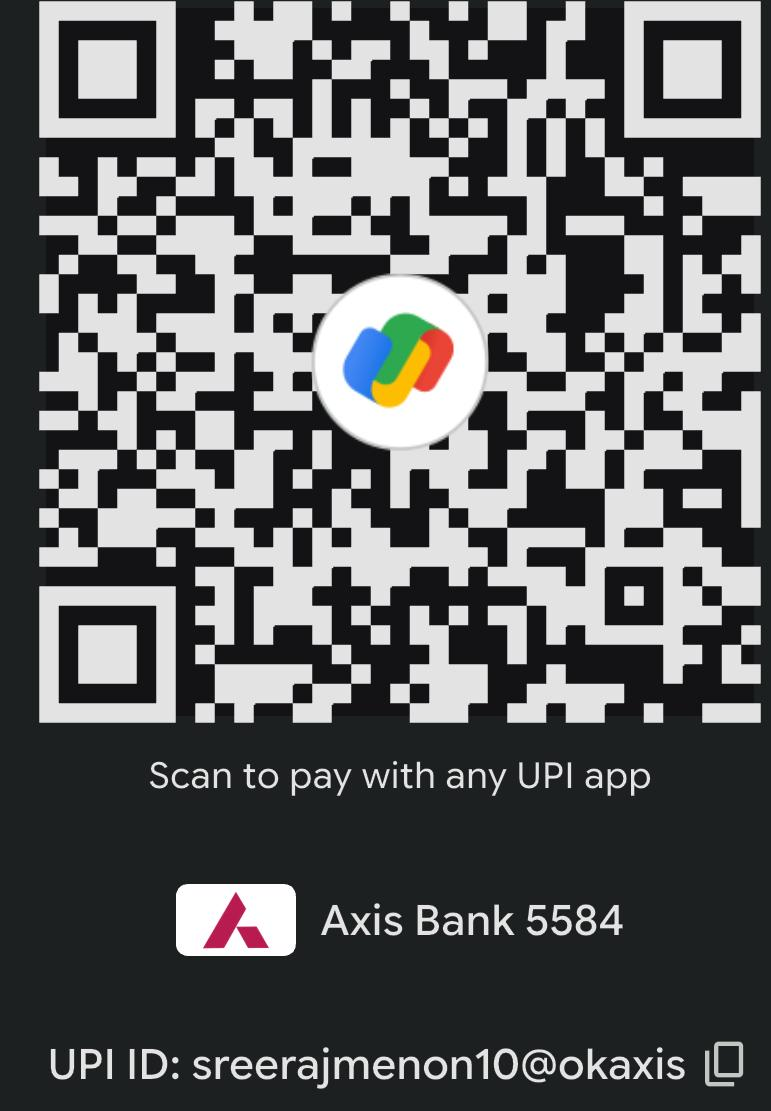 Scan to pay with any UPI app
Axis Bank 5584
UPI ID: sreerajmenon10@okaxis